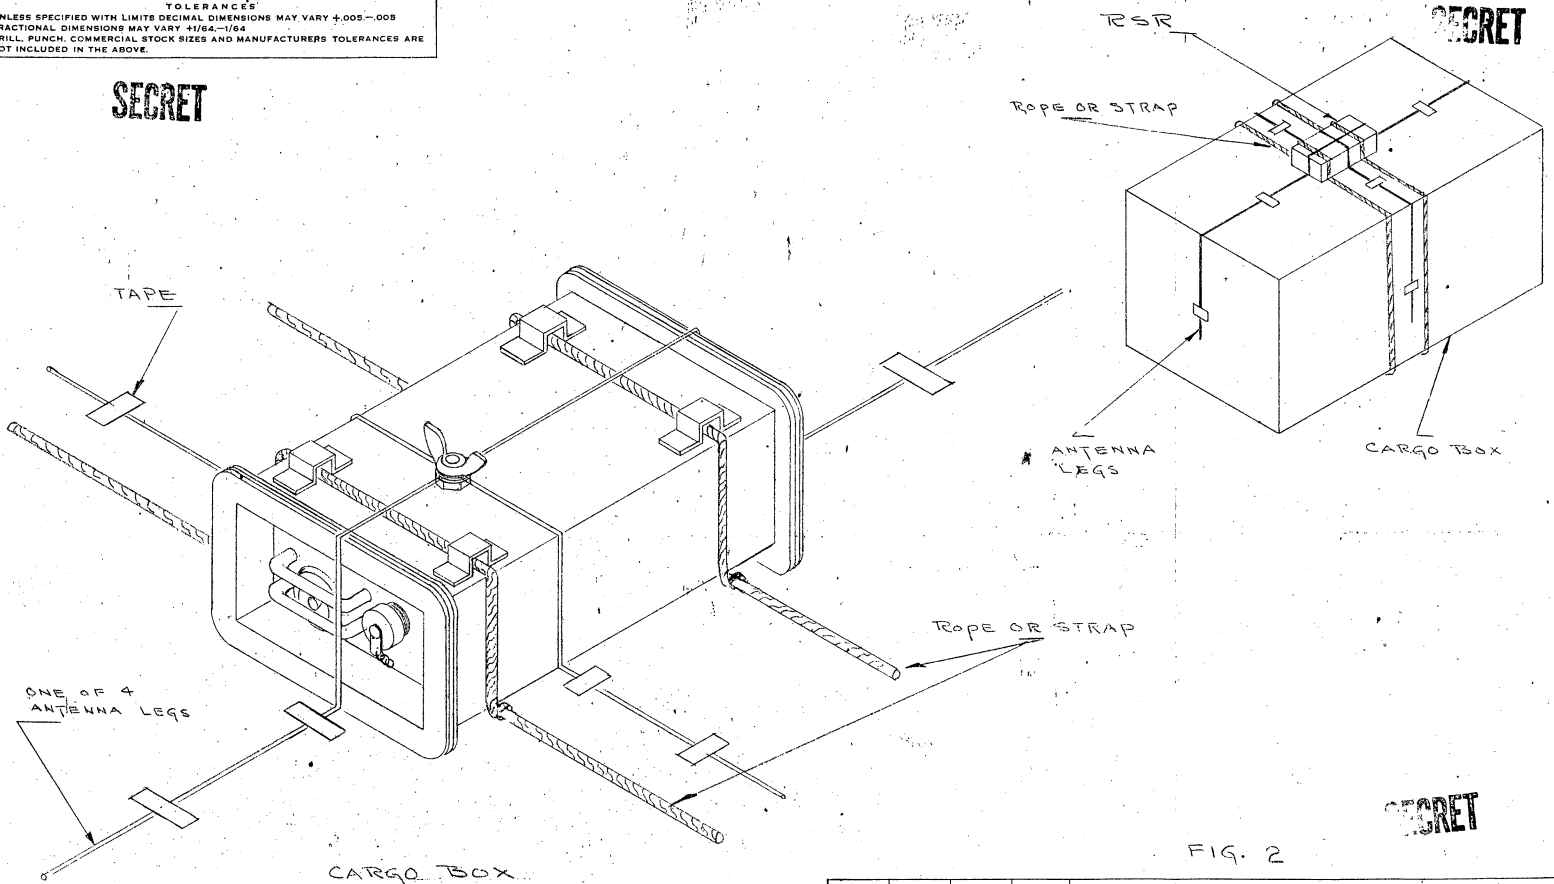 TOLERANCES
NLESS SPECIFIED WITH LIMITS DECIMAL DIMENSIONS MAY VARY +.005.—.005
RACTIONAL DIMENSIONS MAY VARY +1/64.—1/64
RILL, PUNCH, COMMERCIAL STOCK SIZES AND MANUFACTURERS TOLERANCES ARE
OT INCLUDED IN THE ABOVE.
SECRET
RSR
SECRET
ROPE OR STRAP
TAPE
ANTENNA
LEGS
CARGO BOX
ROPE OR STRAP
ONE OF 4
ANTENNA LEGS
SECRET
FIG. 2
CARGO BOX